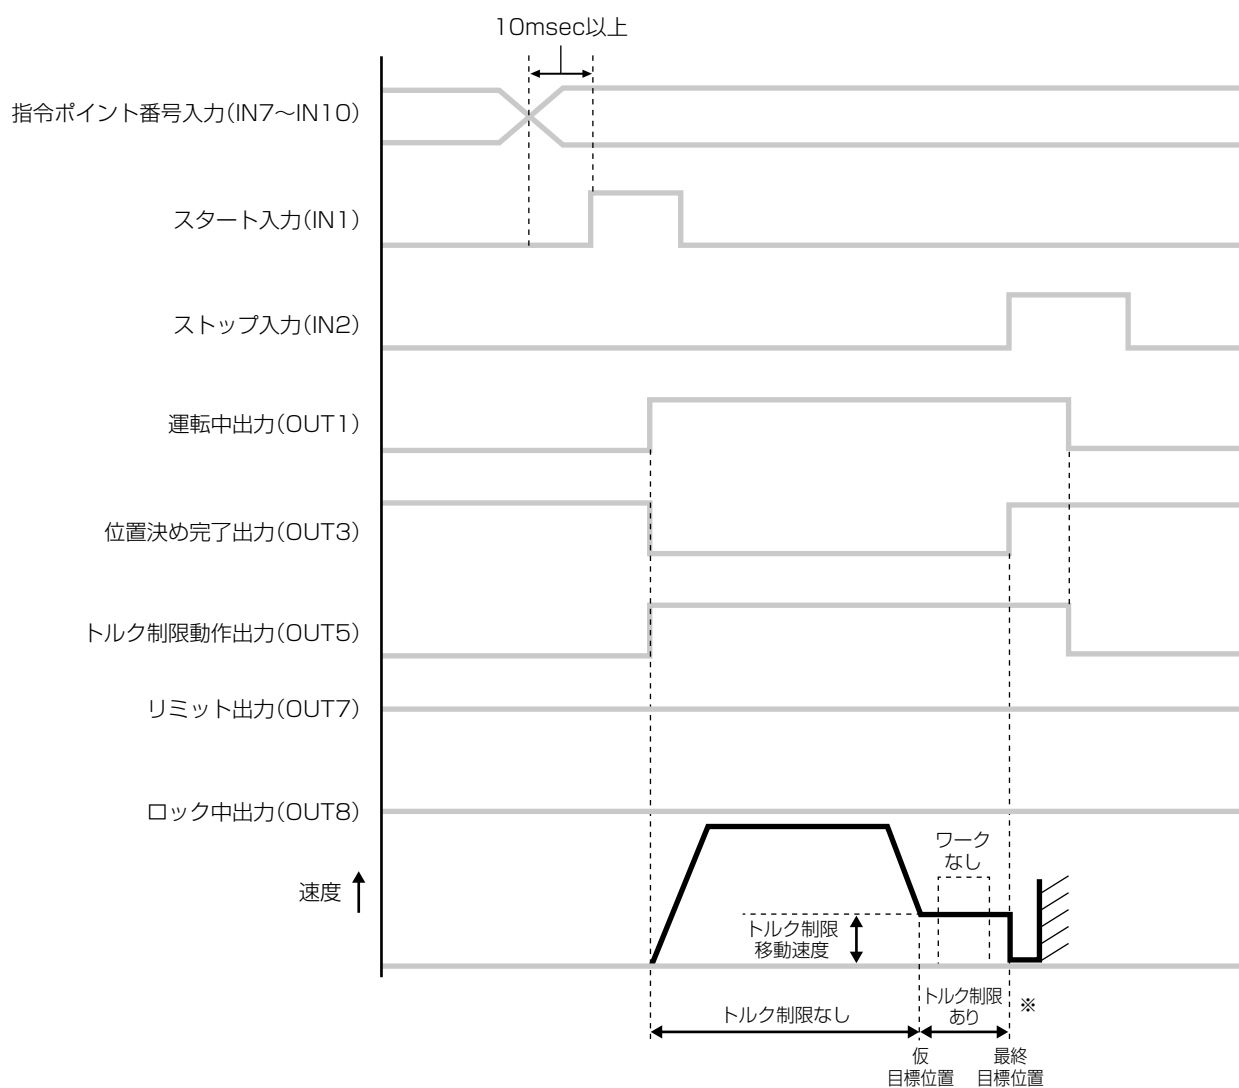 10msec以上
指令ポイント番号入力(IN7〜IN10)
スタート入力(IN1)
ストップ入力(IN2)
運転中出力(OUT1)
位置決め完了出力(OUT3)
トルク制限動作出力(OUT5)
リミット出力(OUT7)
ロック中出力(OUT8)
ワーク
なし
速度
トルク制限
移動速度
トルク制限なし
トルク制限
あり
※
仮
目標位置
最終
目標位置